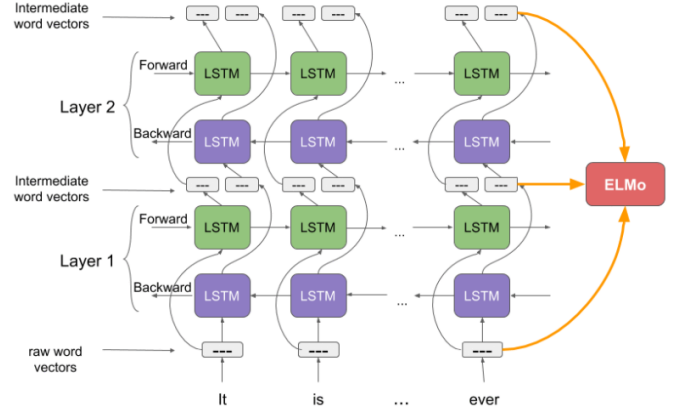 Intermediate
word vectors
--- --- --- --- --- ---
Forward
LSTM LSTM ... LSTM
Layer 2
Backward
LSTM LSTM ... LSTM
Intermediate
word vectors
--- --- --- --- --- ---
ELMo
Forward
LSTM LSTM ... LSTM
Layer 1
Backward
LSTM LSTM ... LSTM
raw word
vectors
--- --- ---
It is ... ever